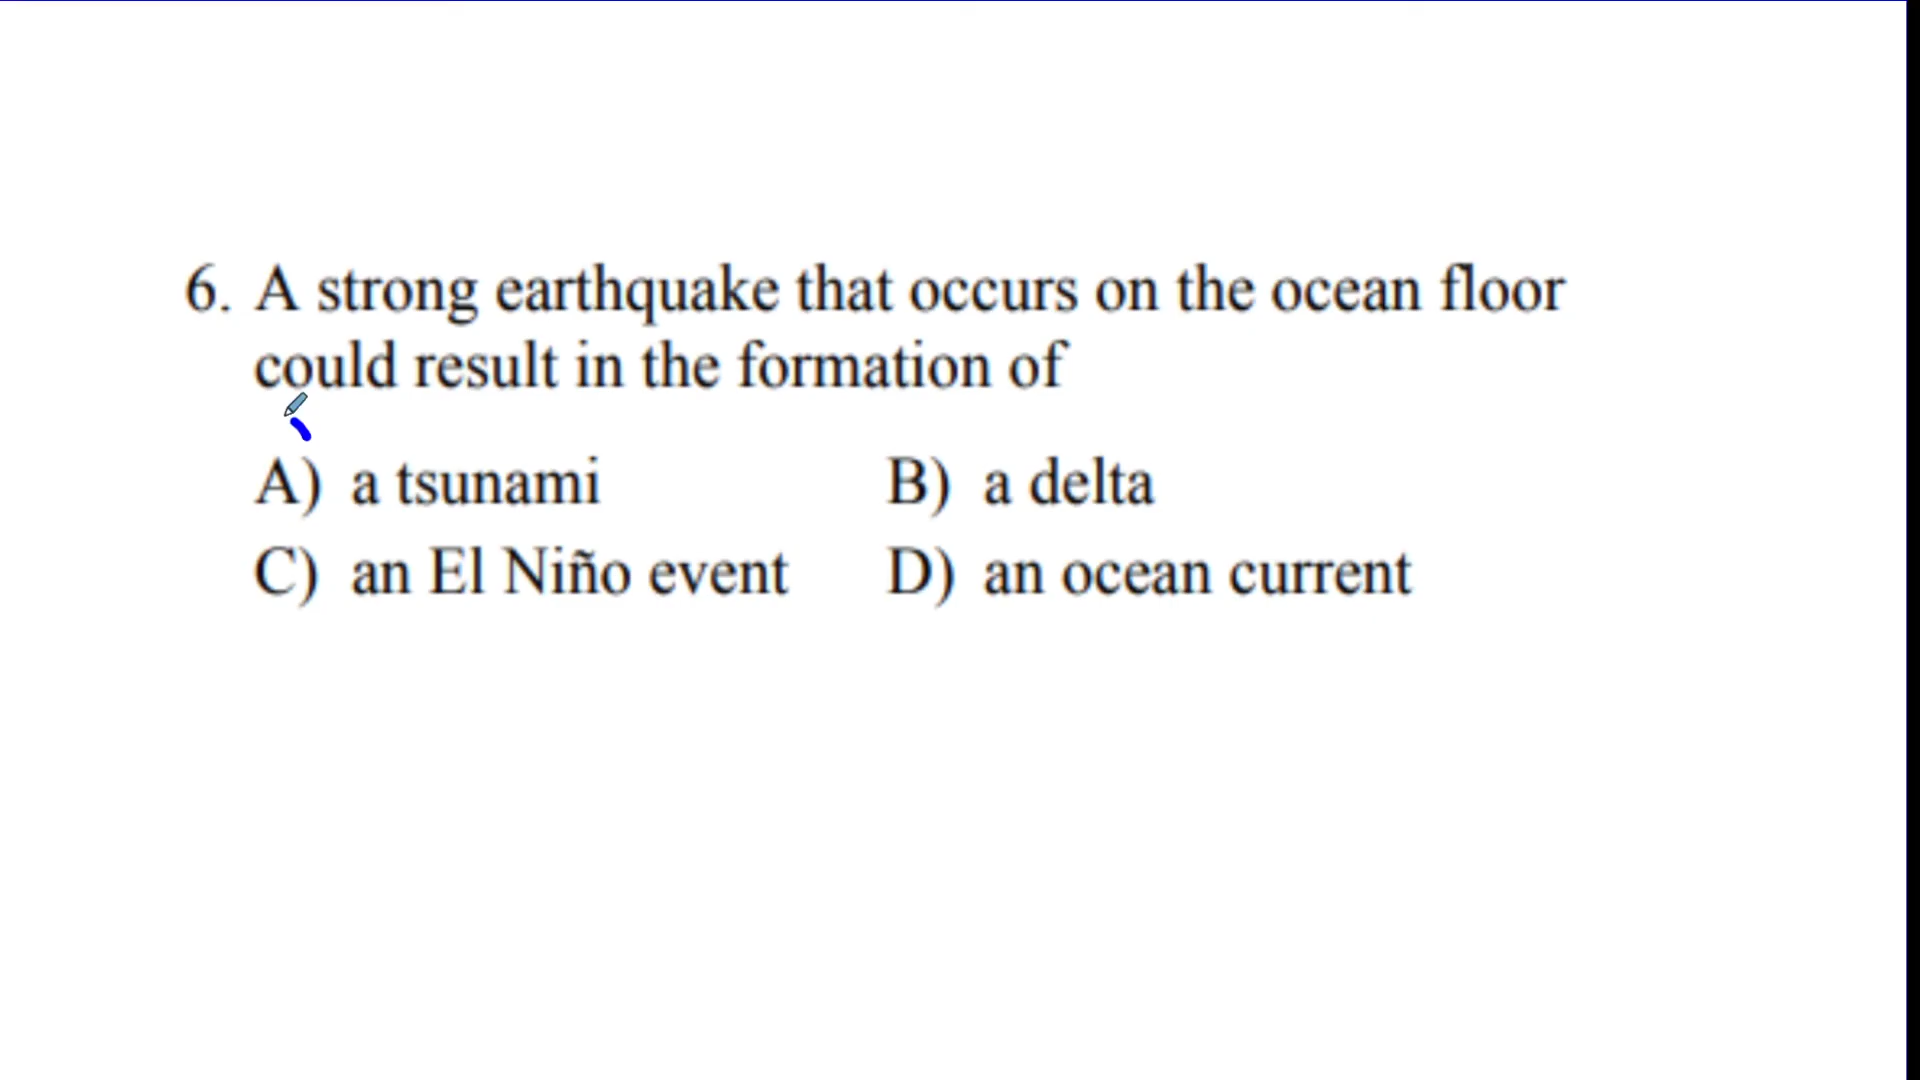 6. A strong earthquake that occurs on the ocean floor
could result in the formation of
A) a tsunami B) a delta
C) an El Niño event D) an ocean current